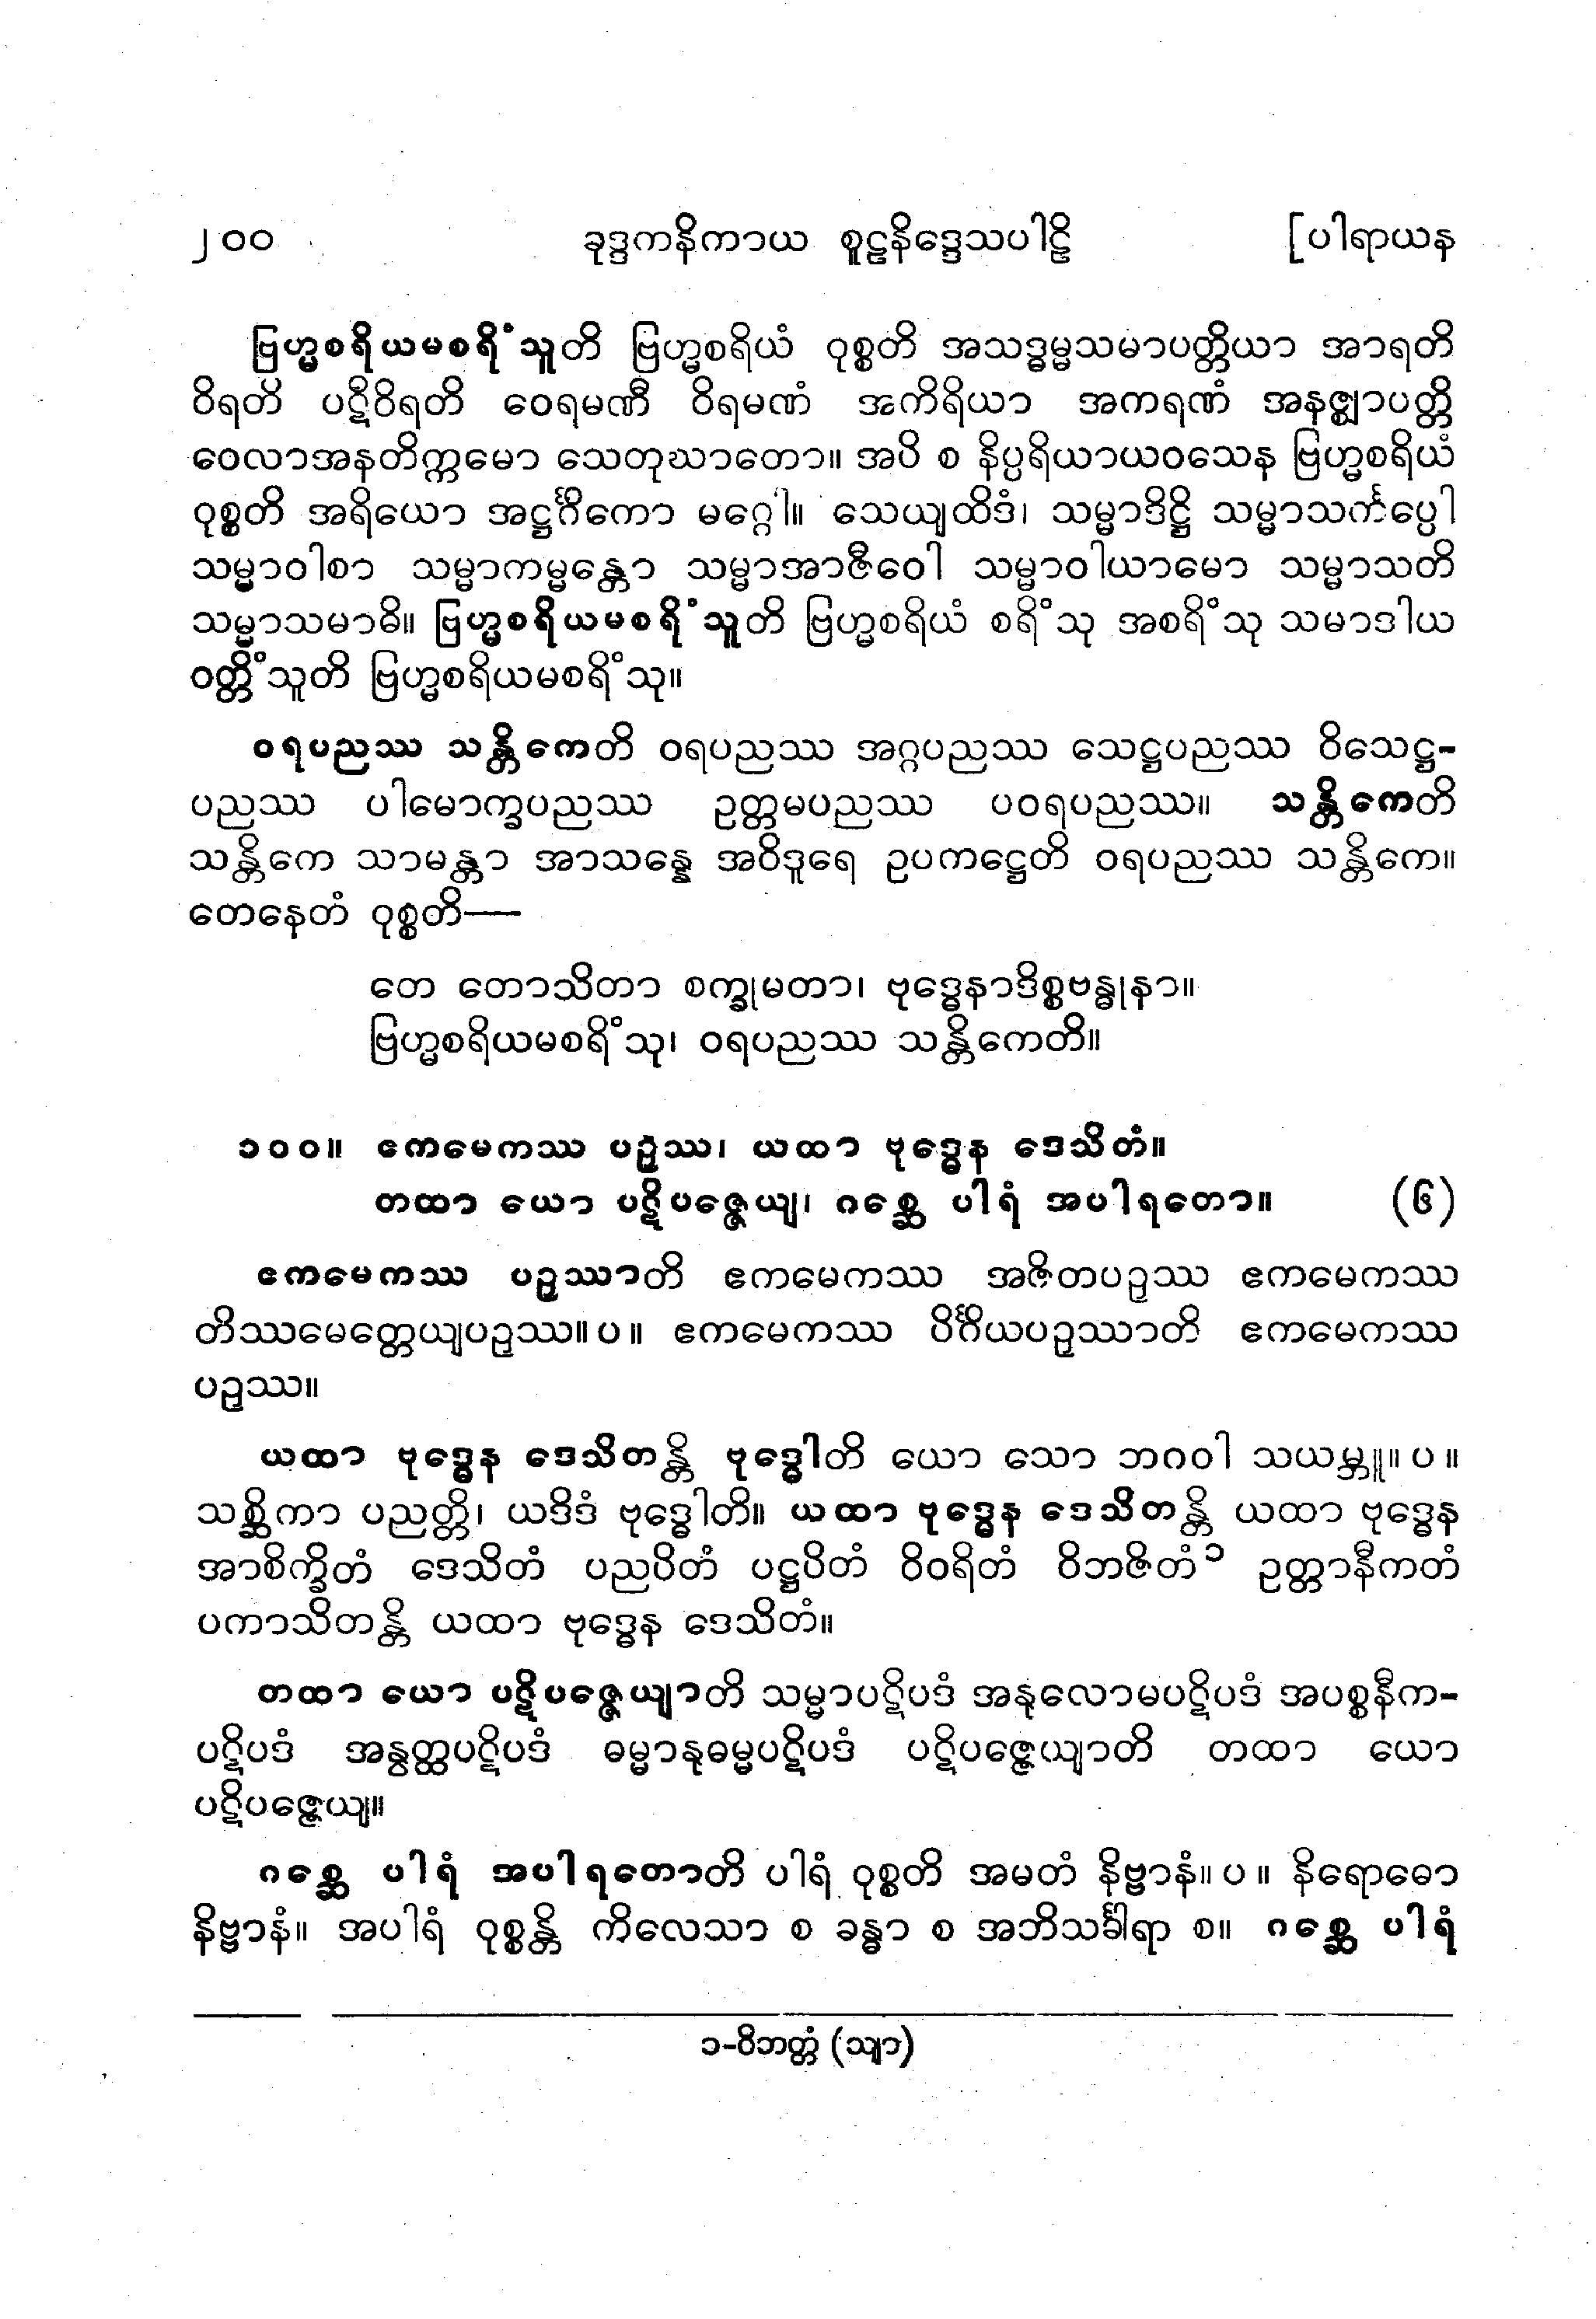 ၂၀၀ ခုဒ္ဒကနိကာယ စူဠနိဒ္ဒေသပါဠိ [ပါရာယန
ဗြဟ္မစရိယမစရိံသူတိ ဗြဟ္မစရိယံ ဝုစ္စတိ အသဒ္ဓမ္မသမာပတ္တိယာ အာရတိ
ဝိရတိ ပဋိဝိရတိ ဝေရမဏီ ဝိရမဏံ အကိရိယာ အကရဏံ အနဇ္ဈာပတ္တိ
ဝေလာအနတိက္ကမော သေတုဃာတော။ အပိ စ နိပ္ပရိယာယဝသေန ဗြဟ္မစရိယံ
ဝုစ္စတိ အရိယော အဋ္ဌင်္ဂိကော မဂ္ဂေါ။ သေယျထိဒံ၊ သမ္မာဒိဋ္ဌိ သမ္မာသင်္ကပ္ပေါ
သမ္မာဝါစာ သမ္မာကမ္မန္တော သမ္မာအာဇီဝေါ သမ္မာဝါယာမော သမ္မာသတိ
သမ္မာသမာဓိ။ ဗြဟ္မစရိယမစရိံသူတိ ဗြဟ္မစရိယံ စရိံသု အစရိံသု သမာဒါယ
ဝတ္တိံသူတိ ဗြဟ္မစရိယမစရိံသု။
ဝရပညဿ သန္တိကေတိ ဝရပညဿ အဂ္ဂပညဿ သေဋ္ဌပညဿ ဝိသေဋ္ဌ-
ပညဿ ပါမောက္ခပညဿ ဥတ္တမပညဿ ပဝရပညဿ။ သန္တိကေတိ
သန္တိကေ သာမန္တာ အာသန္နေ အဝိဒူရေ ဥပကဋ္ဌေတိ ဝရပညဿ သန္တိကေ။
တေနေတံ ဝုစ္စတိ—
တေ တောသိတာ စက္ခုမတာ၊ ဗုဒ္ဓေနာဒိစ္စဗန္ဓုနာ။
ဗြဟ္မစရိယမစရိံသု၊ ဝရပညဿ သန္တိကေတိ။
၁၀၀။ ဧကမေကဿ ပဉှဿ၊ ယထာ ဗုဒ္ဓေန ဒေသိတံ။
တထာ ယော ပဋိပဇ္ဇေယျ၊ ဂစ္ဆေ ပါရံ အပါရတော။ (၆)
ဧကမေကဿ ပဉှဿာတိ ဧကမေကဿ အဇိတပဉှဿ ဧကမေကဿ
တိဿမေတ္တေယျပဉှဿ။ ပ ။ ဧကမေကဿ ပိင်္ဂိယပဉှဿာတိ ဧကမေကဿ
ပဉှဿ။
ယထာ ဗုဒ္ဓေန ဒေသိတန္တိ ဗုဒ္ဓေါတိ ယော သော ဘဂဝါ သယမ္ဘူ။ ပ ။
သစ္ဆိကာ ပညတ္တိ၊ ယဒိဒံ ဗုဒ္ဓေါတိ။ ယထာ ဗုဒ္ဓေန ဒေသိတန္တိ ယထာ ဗုဒ္ဓေန
အာစိက္ခိတံ ဒေသိတံ ပညပိတံ ပဋ္ဌပိတံ ဝိဝရိတံ ဝိဘဇိတံ၁ ဥတ္တာနီကတံ
ပကာသိတန္တိ ယထာ ဗုဒ္ဓေန ဒေသိတံ။
တထာ ယော ပဋိပဇ္ဇေယျာတိ သမ္မာပဋိပဒံ အနုလောမပဋိပဒံ အပစ္စနီက-
ပဋိပဒံ အနွတ္ထပဋိပဒံ ဓမ္မာနုဓမ္မပဋိပဒံ ပဋိပဇ္ဇေယျာတိ တထာ ယော
ပဋိပဇ္ဇေယျ။
ဂစ္ဆေ ပါရံ အပါရတောတိ ပါရံ ဝုစ္စတိ အမတံ နိဗ္ဗာနံ။ ပ ။ နိရောဓော
နိဗ္ဗာနံ။ အပါရံ ဝုစ္စန္တိ ကိလေသာ စ ခန္ဓာ စ အဘိသင်္ခါရာ စ။ ဂစ္ဆေ ပါရံ
၁-ဝိဘတ္တံ (သျာ)